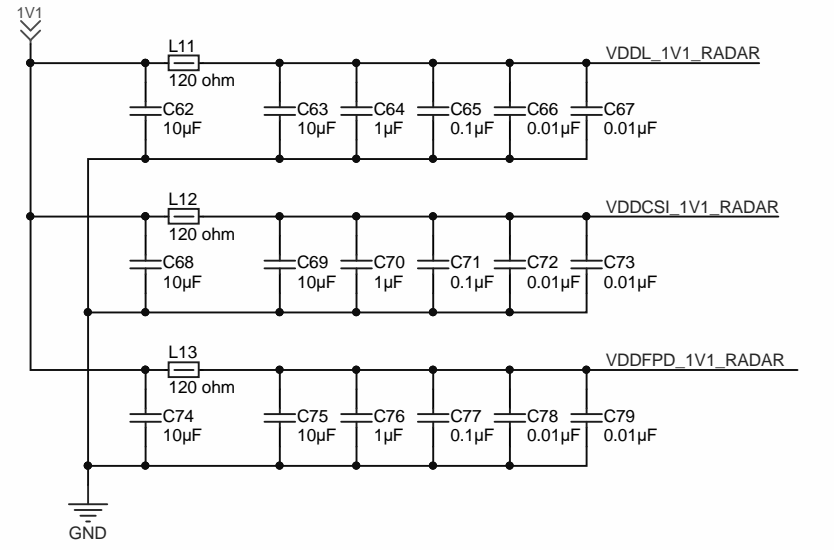 1V1
L11
120 ohm
VDDL_1V1_RADAR
C62
10µF
C63
10µF
C64
1µF
C65
0.1µF
C66
0.01µF
C67
0.01µF
L12
120 ohm
VDDCSI_1V1_RADAR
C68
10µF
C69
10µF
C70
1µF
C71
0.1µF
C72
0.01µF
C73
0.01µF
L13
120 ohm
VDDFPD_1V1_RADAR
C74
10µF
C75
10µF
C76
1µF
C77
0.1µF
C78
0.01µF
C79
0.01µF
GND